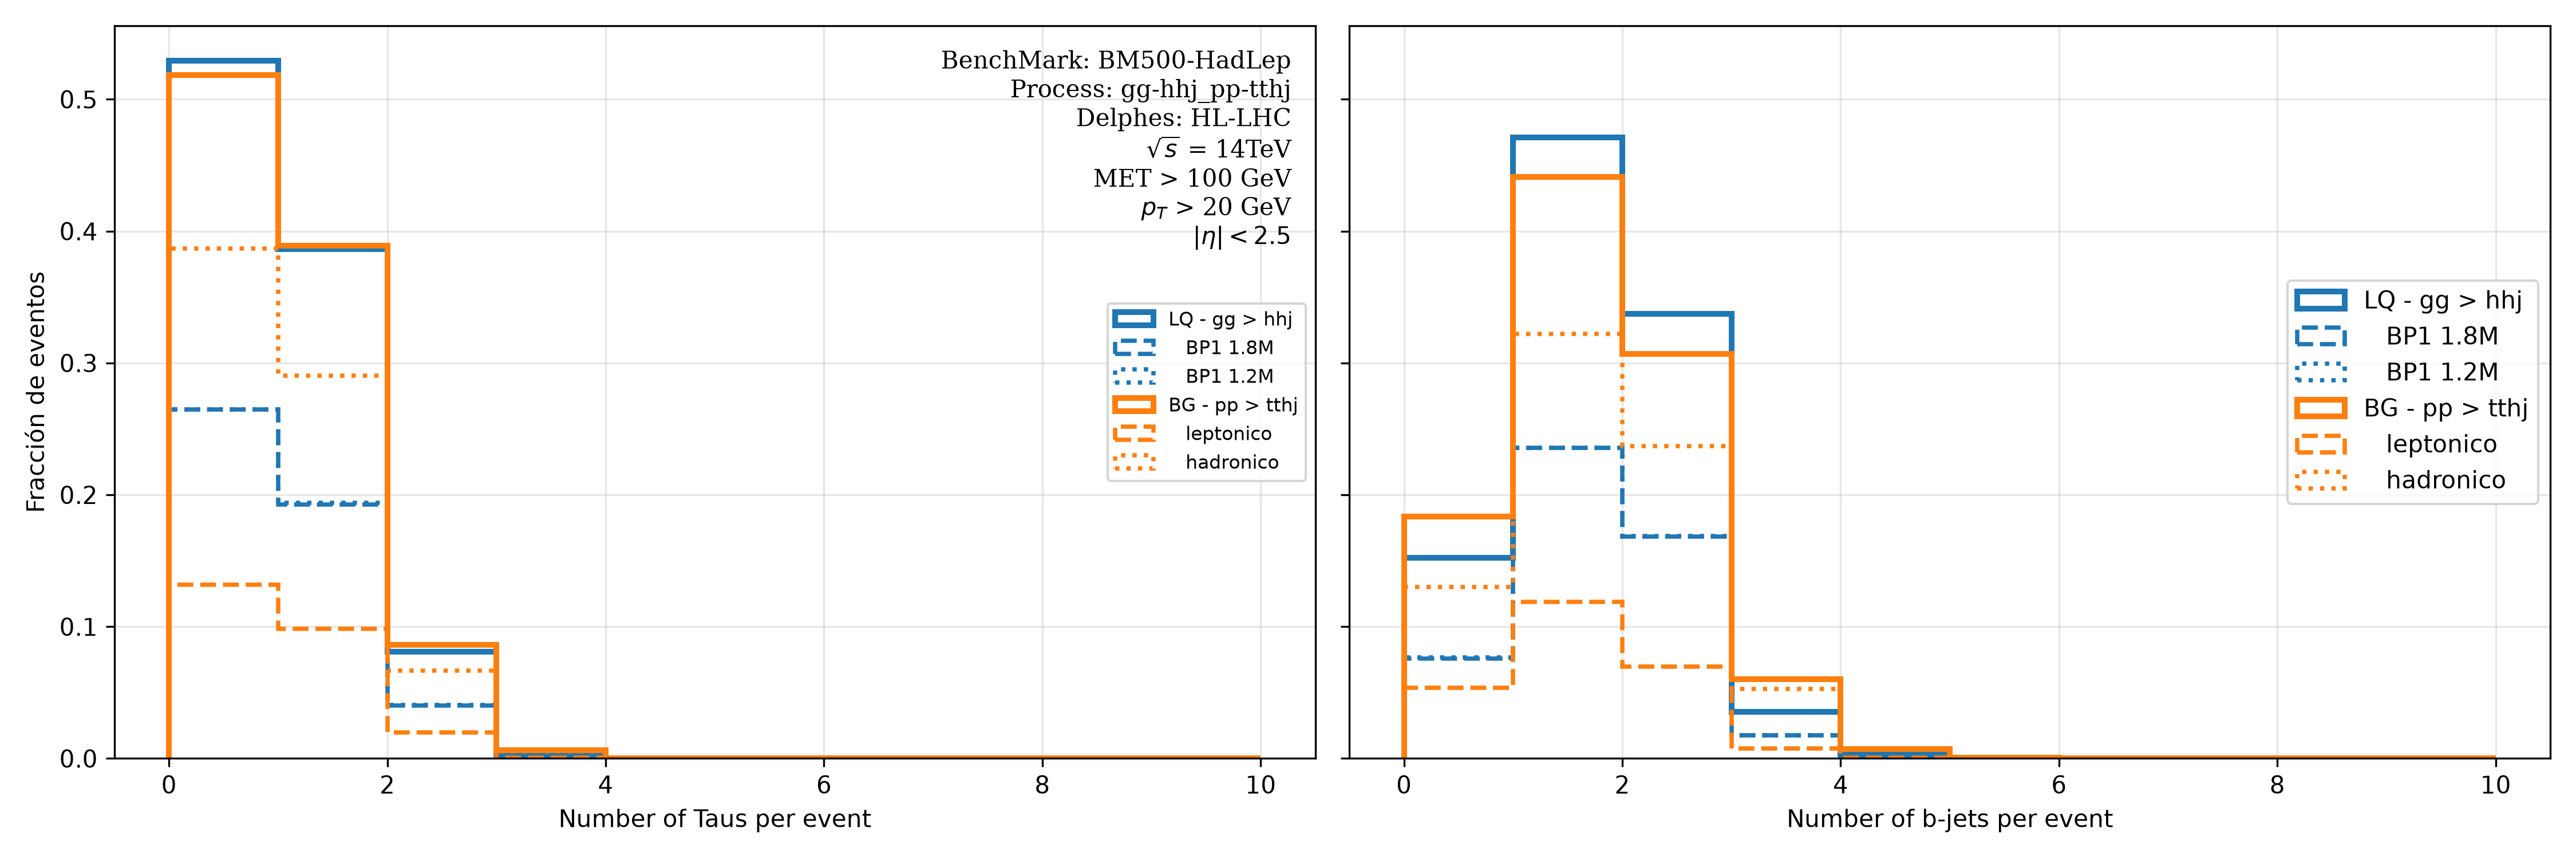 Fracción de eventos
0.5
0.4
0.3
0.2
0.1
0.0
BenchMark: BM500-HadLep
Process: gg-hhj_pp-tthj
Delphes: HL-LHC
√s = 14TeV
MET > 100 GeV
p_T > 20 GeV
|η| < 2.5
LQ - gg > hhj
BP1 1.8M
BP1 1.2M
BG - pp > tthj
leptonico
hadronico
0 2 4 6 8 10
Number of Taus per event
LQ - gg > hhj
BP1 1.8M
BP1 1.2M
BG - pp > tthj
leptonico
hadronico
0 2 4 6 8 10
Number of b-jets per event